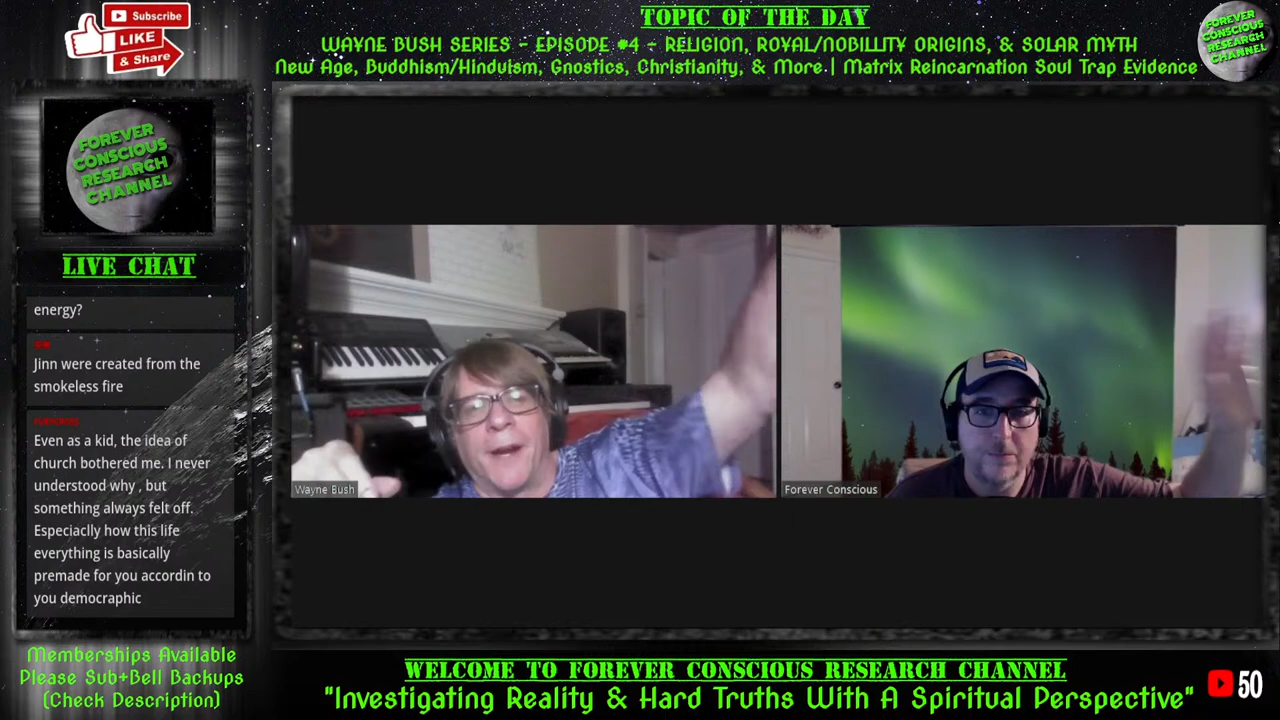 Subscribe
LIKE
& Share
TOPIC OF THE DAY
WAYNE BUSH SERIES - EPISODE #4 - RELIGION, ROYAL/NOBILLITY ORIGINS, & SOLAR MYTH
New Age, Buddhism/Hinduism, Gnostics, Christianity, & More | Matrix Reincarnation Soul Trap Evidence
FOREVER
CONSCIOUS
RESEARCH
CHANNEL
FOREVER
CONSCIOUS
RESEARCH
CHANNEL
LIVE CHAT
energy?
Jinn were created from the
smokeless fire
Even as a kid, the idea of
church bothered me. I never
understood why , but
something always felt off.
Especiaclly how this life
everything is basically
premade for you accordin to
you democraphic
Wayne Bush
Forever Conscious
Memberships Available
Please Sub+Bell Backups
(Check Description)
WELCOME TO FOREVER CONSCIOUS RESEARCH CHANNEL
"Investigating Reality & Hard Truths With A Spiritual Perspective"
50